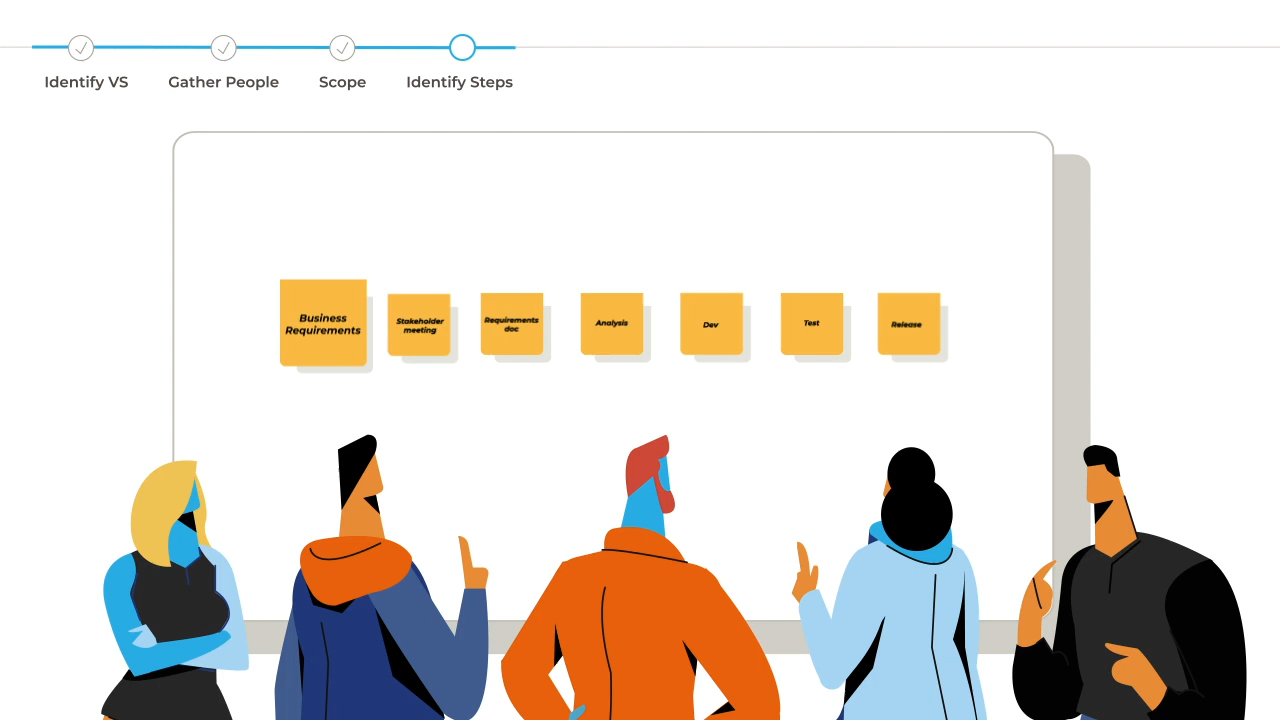 Identify VS
Gather People
Scope
Identify Steps
Business
Requirements
Stakeholder
meeting
Requirements
doc
Analysis
Dev
Test
Release